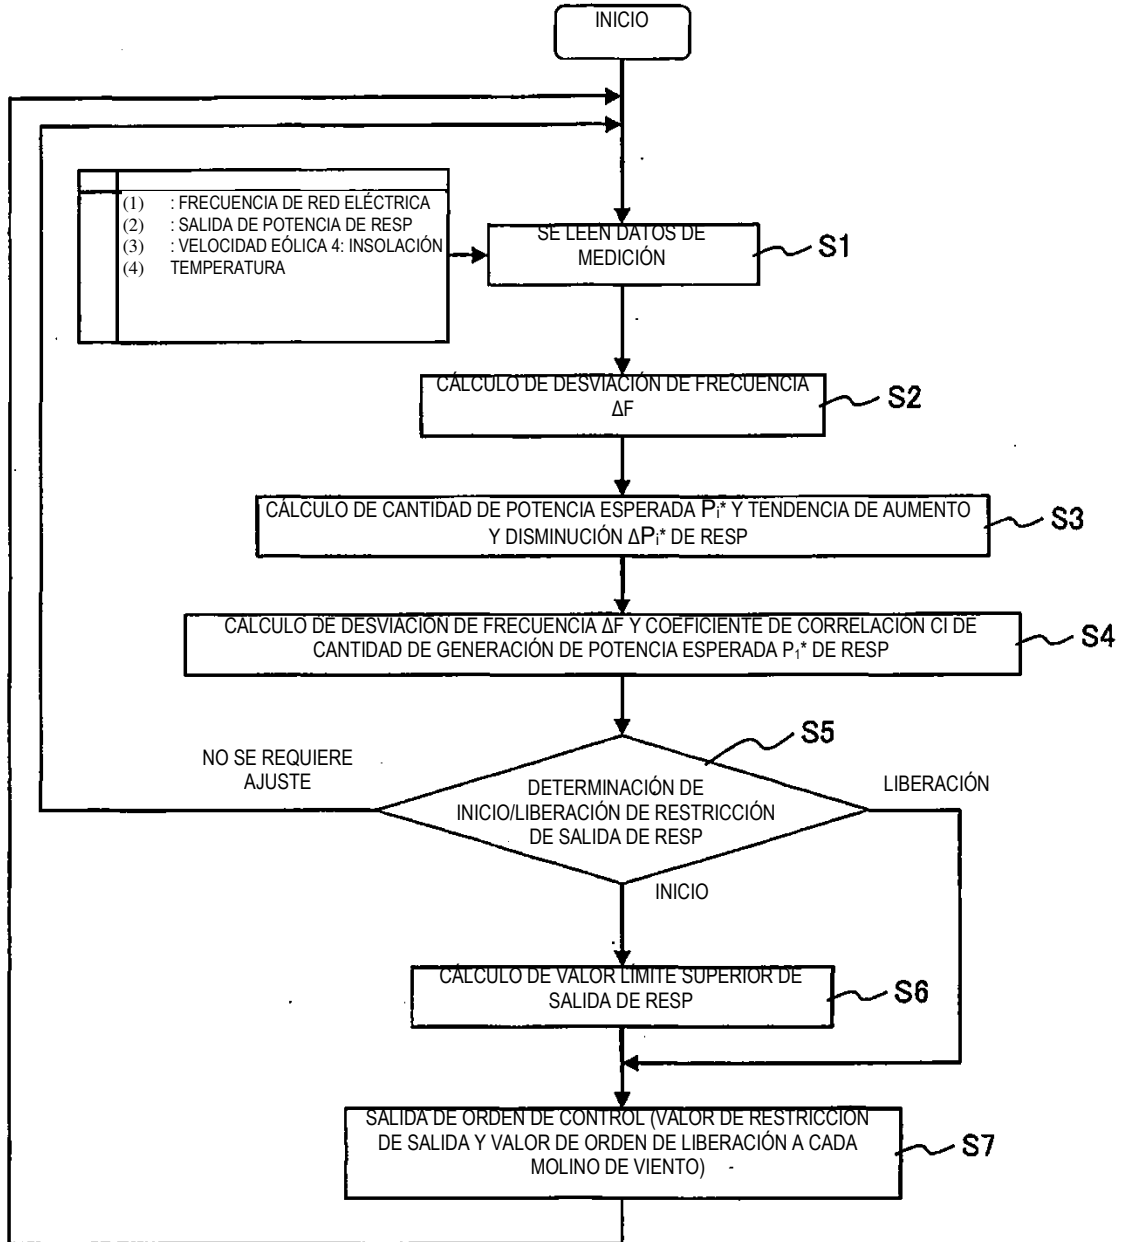 INICIO
(1) : FRECUENCIA DE RED ELÉCTRICA
(2) : SALIDA DE POTENCIA DE RESP
(3) : VELOCIDAD EÓLICA 4: INSOLACIÓN
(4) TEMPERATURA
SE LEEN DATOS DE
MEDICIÓN
S1
CÁLCULO DE DESVIACIÓN DE FRECUENCIA
ΔF
S2
CÁLCULO DE CANTIDAD DE POTENCIA ESPERADA Pi* Y TENDENCIA DE AUMENTO
Y DISMINUCIÓN ΔPi* DE RESP
S3
CALCULO DE DESVIACIÓN DE FRECUENCIA ΔF Y COEFICIENTE DE CORRELACIÓN CI DE
CANTIDAD DE GENERACIÓN DE POTENCIA ESPERADA P1* DE RESP
S4
S5
NO SE REQUIERE
AJUSTE
DETERMINACIÓN DE
INICIO/LIBERACIÓN DE RESTRICCIÓN
DE SALIDA DE RESP
LIBERACIÓN
INICIO
CÁLCULO DE VALOR LÍMITE SUPERIOR DE
SALIDA DE RESP
S6
SALIDA DE ORDEN DE CONTROL (VALOR DE RESTRICCION
DE SALIDA Y VALOR DE ORDEN DE LIBERACIÓN A CADA
MOLINO DE VIENTO)
S7